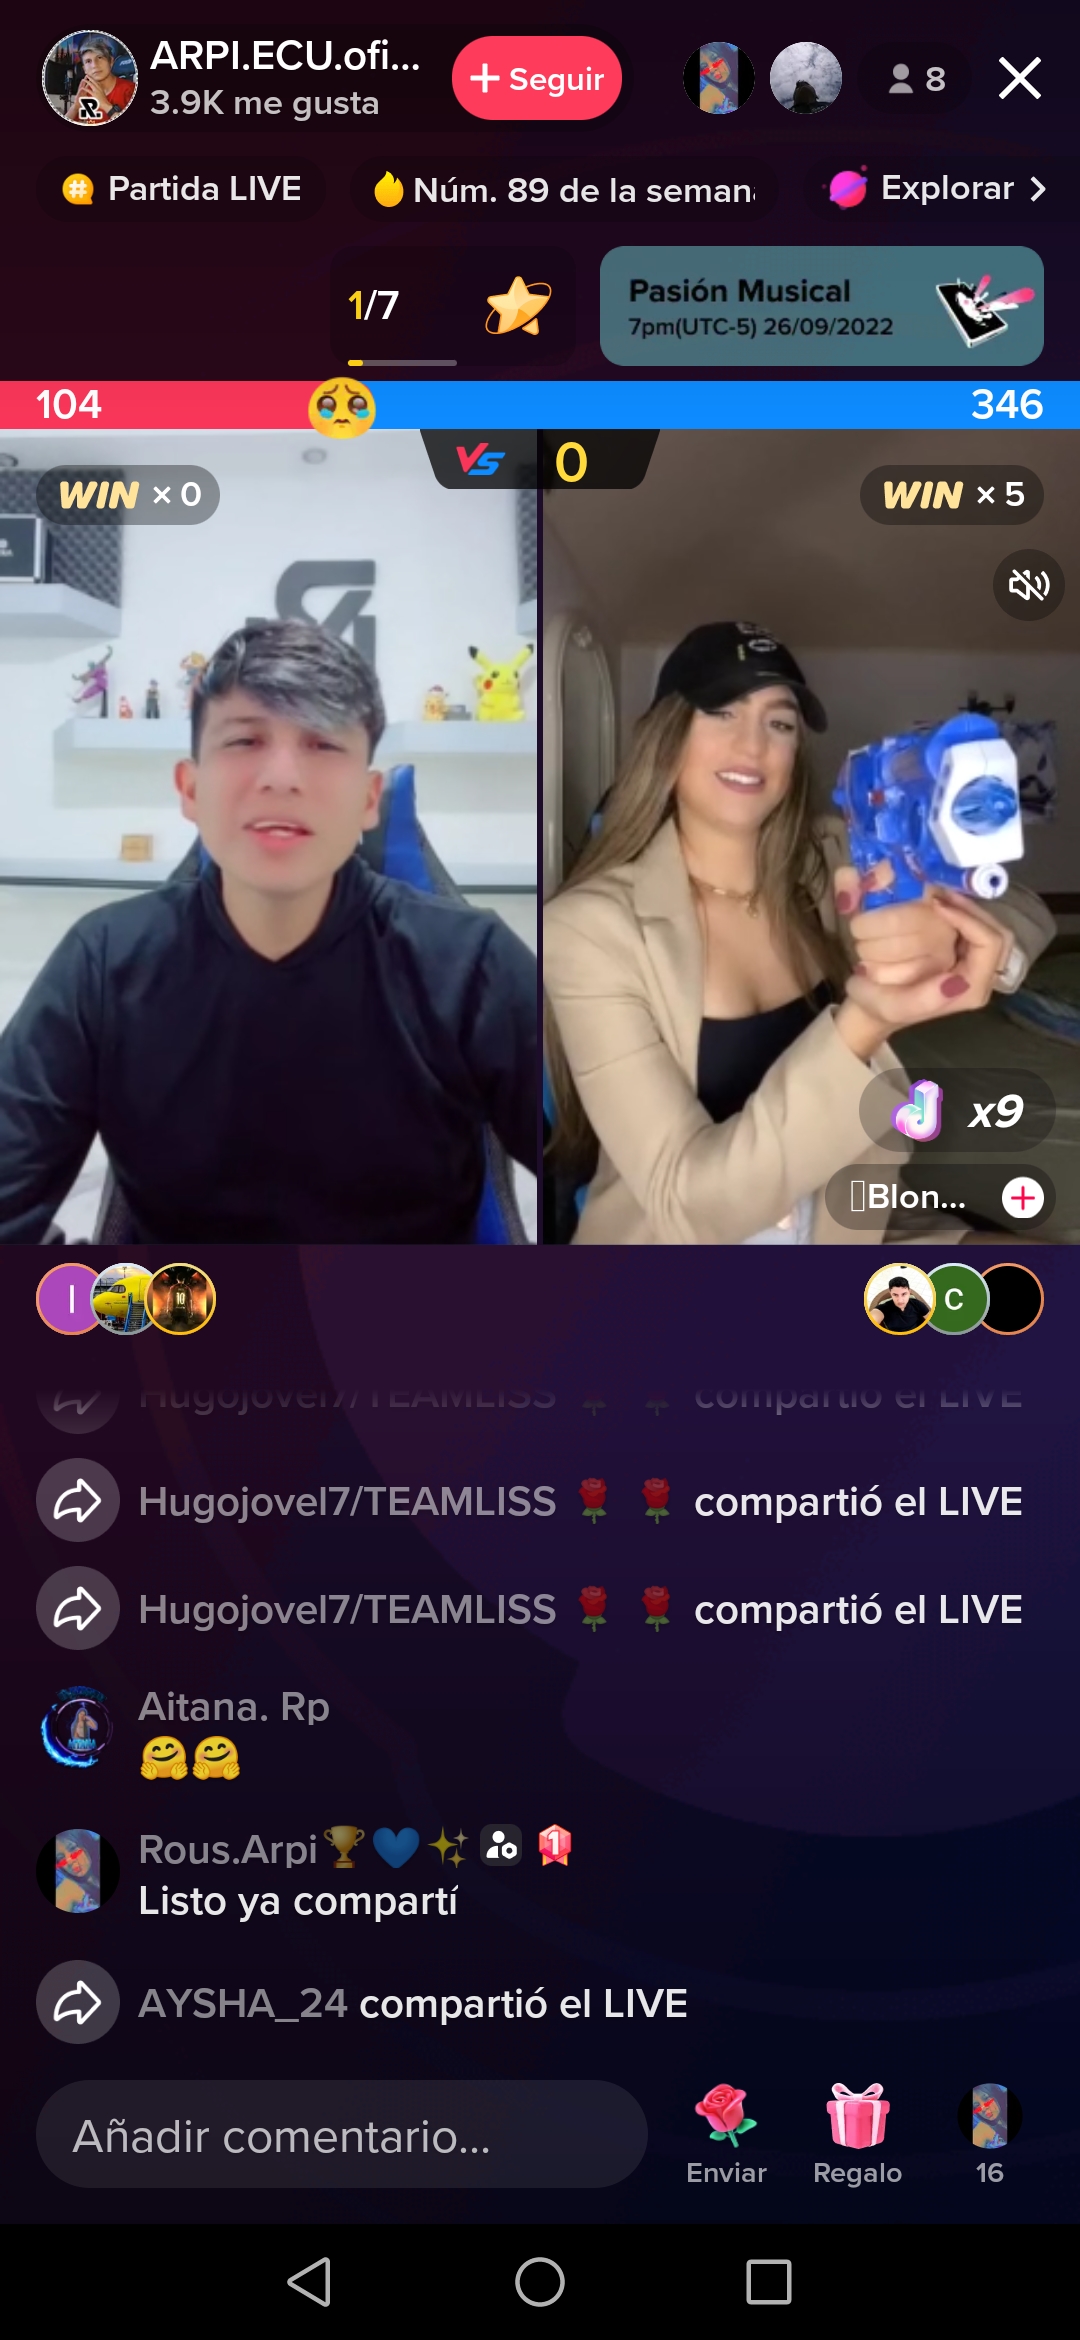 ARPI.ECU.ofi...
3.9K me gusta
+ Seguir
8
Partida LIVE
Núm. 89 de la seman
Explorar >
1/7
Pasión Musical
7pm(UTC-5) 26/09/2022
104
346
VS
0
WIN × 0
WIN × 5
x9
Blon...
10
C
Hugojovel7/TEAMLISS 🌹 🌹 compartió el LIVE
Hugojovel7/TEAMLISS 🌹 🌹 compartió el LIVE
Hugojovel7/TEAMLISS 🌹 🌹 compartió el LIVE
Aitana. Rp
🤗🤗
Rous.Arpi🏆💙✨ 1
Listo ya compartí
AYSHA_24 compartió el LIVE
Añadir comentario...
Enviar
Regalo
16